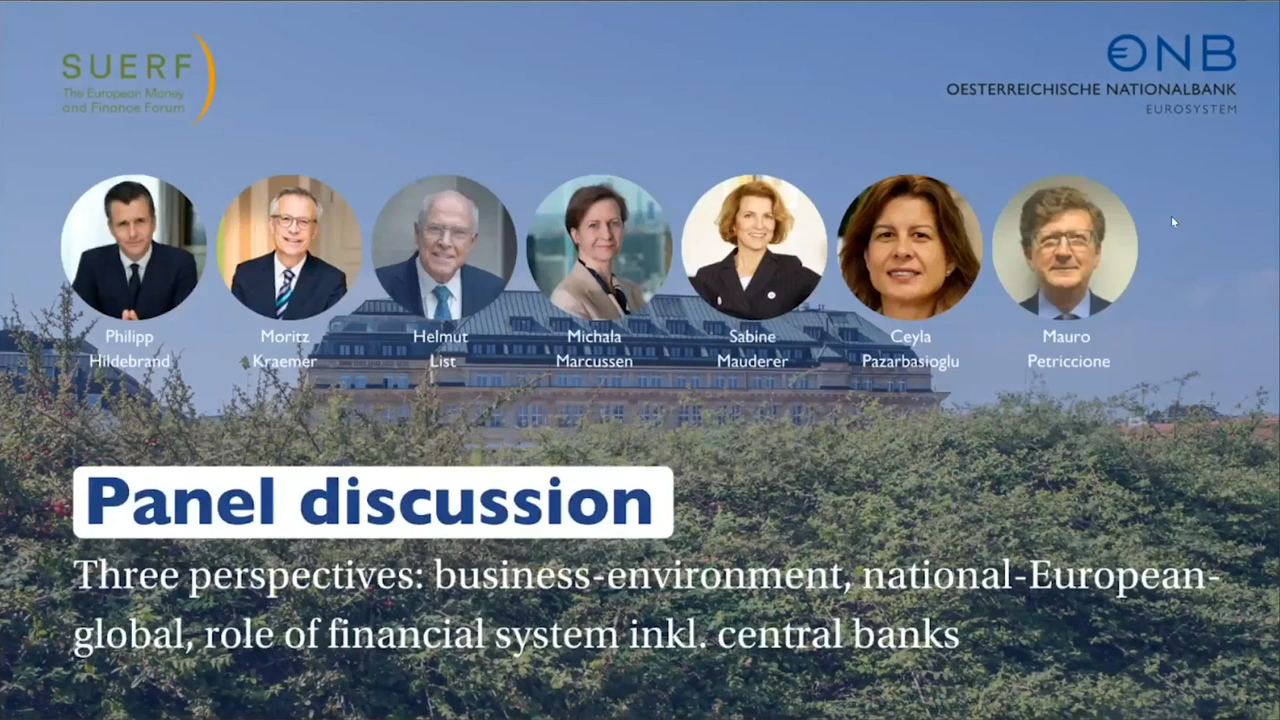 SUERF
The European Money
and Finance Forum
ONB
OESTERREICHISCHE NATIONALBANK
EUROSYSTEM
Philipp
Hildebrand
Moritz
Kraemer
Helmut
List
Michala
Marcussen
Sabine
Mauderer
Ceyla
Pazarbasioglu
Mauro
Petriccione
Panel discussion
Three perspectives: business-environment, national-European-
global, role of financial system inkl. central banks